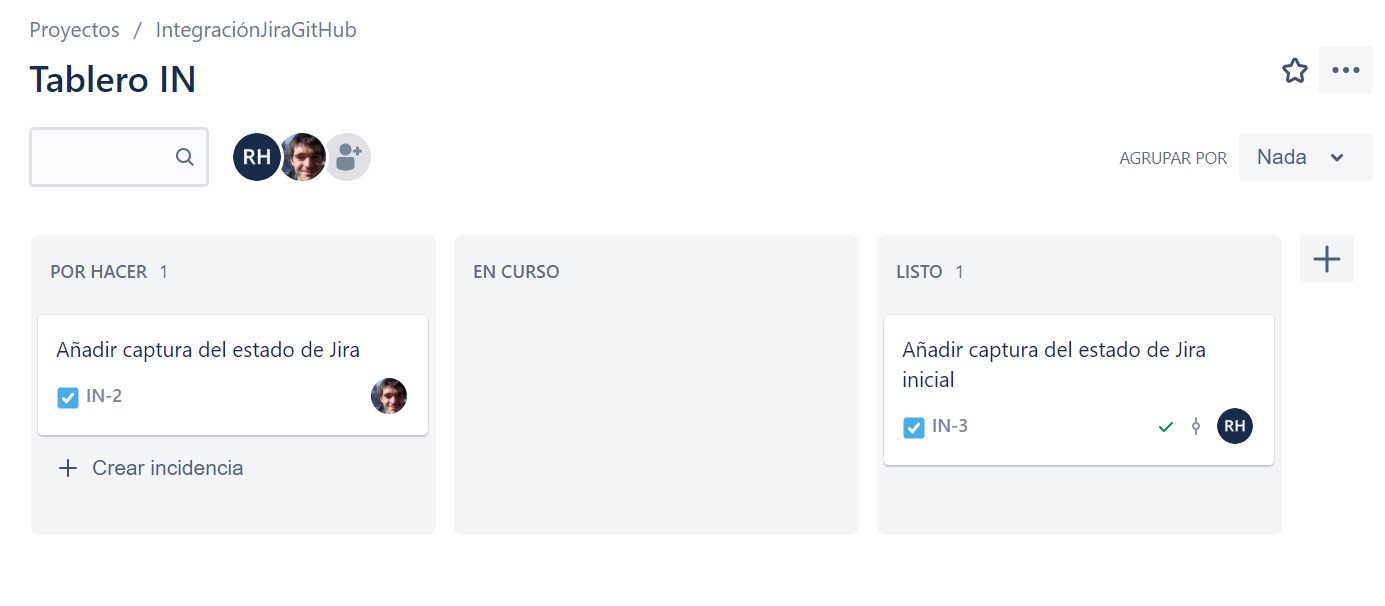 Proyectos / IntegraciónJiraGitHub
Tablero IN
RH
AGRUPAR POR Nada
POR HACER 1
Añadir captura del estado de Jira
IN-2
Crear incidencia
EN CURSO
LISTO 1
Añadir captura del estado de Jira
inicial
IN-3 RH